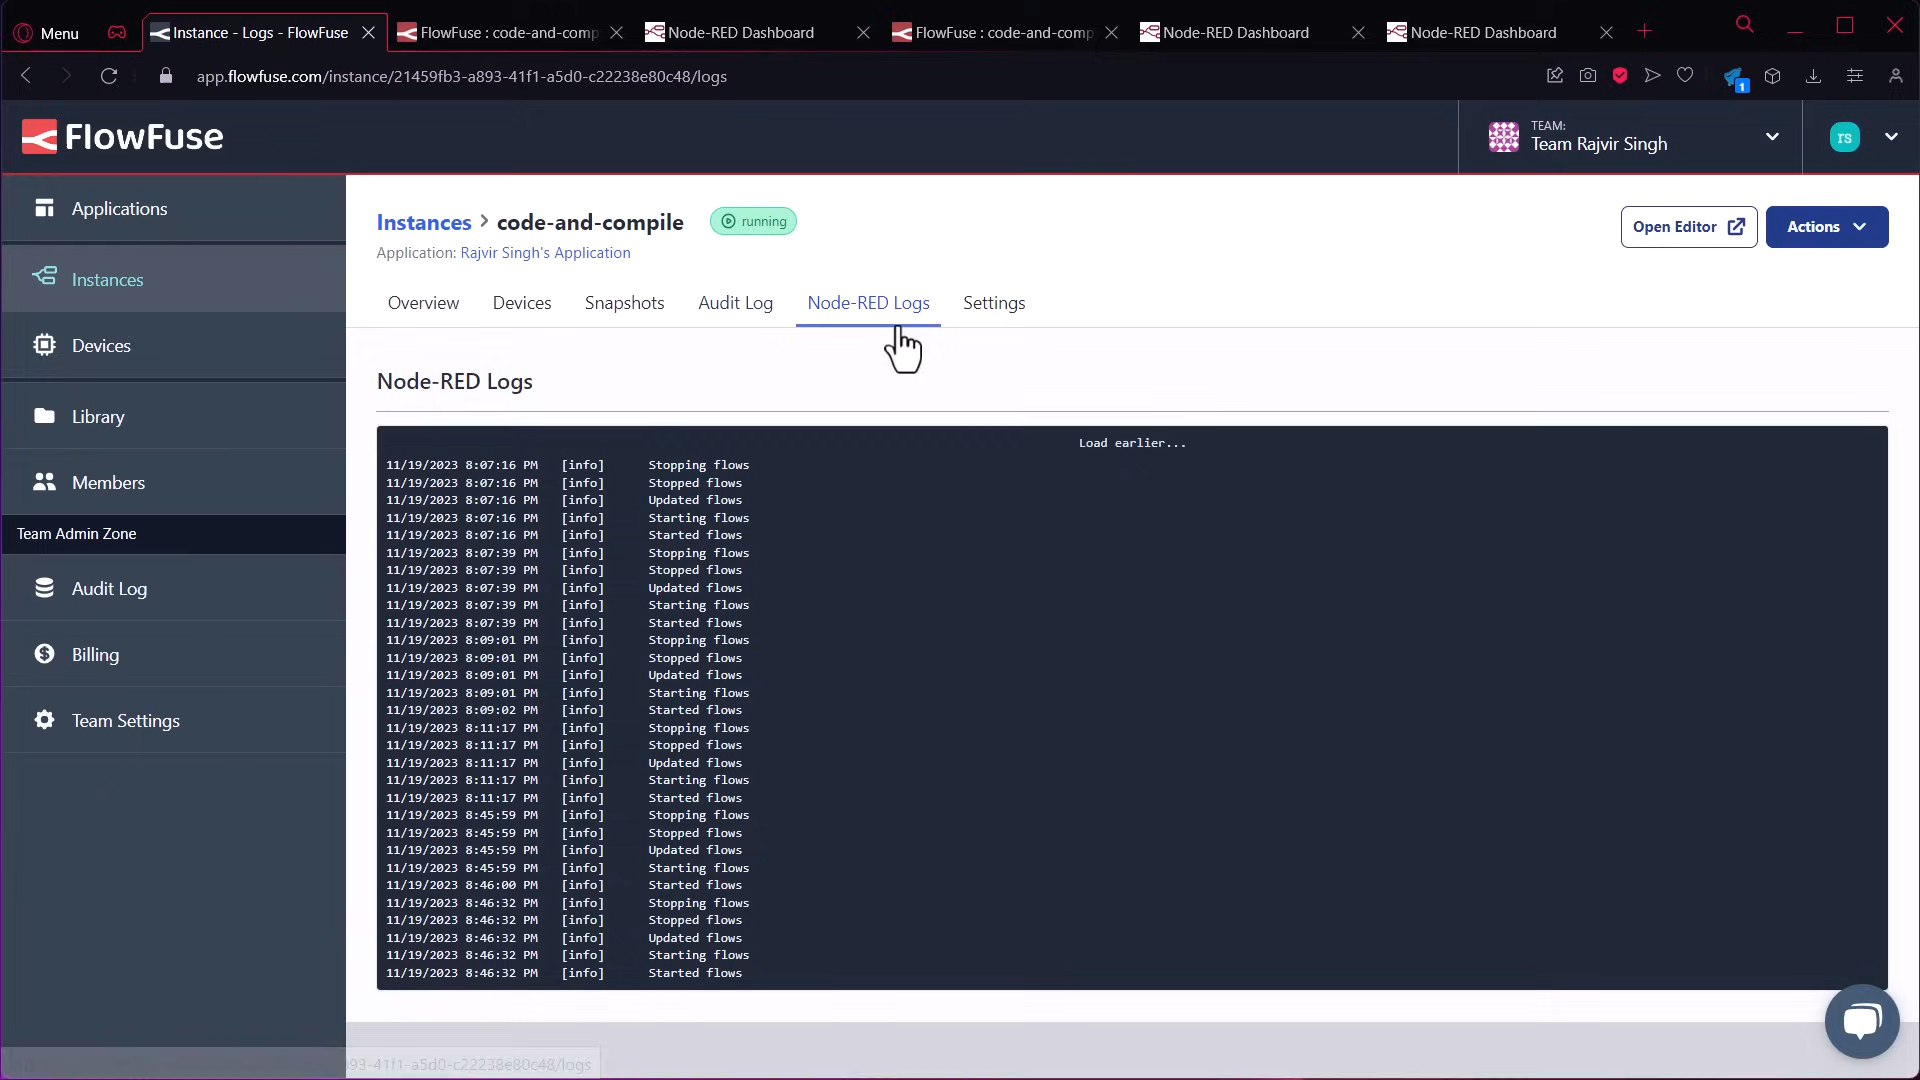 Menu
Instance - Logs - FlowFuse
FlowFuse : code-and-comp
Node-RED Dashboard
FlowFuse : code-and-comp
Node-RED Dashboard
Node-RED Dashboard
app.flowfuse.com/instance/21459fb3-a893-41f1-a5d0-c22238e80c48/logs
1
FlowFuse
TEAM:
Team Rajvir Singh
rs
Applications
Instances
Devices
Library
Members
Team Admin Zone
Audit Log
Billing
Team Settings
Instances > code-and-compile
running
Application: Rajvir Singh's Application
Open Editor
Actions
Overview
Devices
Snapshots
Audit Log
Node-RED Logs
Settings
Node-RED Logs
Load earlier...
11/19/2023 8:07:16 PM [info] Stopping flows
11/19/2023 8:07:16 PM [info] Stopped flows
11/19/2023 8:07:16 PM [info] Updated flows
11/19/2023 8:07:16 PM [info] Starting flows
11/19/2023 8:07:16 PM [info] Started flows
11/19/2023 8:07:39 PM [info] Stopping flows
11/19/2023 8:07:39 PM [info] Stopped flows
11/19/2023 8:07:39 PM [info] Updated flows
11/19/2023 8:07:39 PM [info] Starting flows
11/19/2023 8:07:39 PM [info] Started flows
11/19/2023 8:09:01 PM [info] Stopping flows
11/19/2023 8:09:01 PM [info] Stopped flows
11/19/2023 8:09:01 PM [info] Updated flows
11/19/2023 8:09:01 PM [info] Starting flows
11/19/2023 8:09:02 PM [info] Started flows
11/19/2023 8:11:17 PM [info] Stopping flows
11/19/2023 8:11:17 PM [info] Stopped flows
11/19/2023 8:11:17 PM [info] Updated flows
11/19/2023 8:11:17 PM [info] Starting flows
11/19/2023 8:11:17 PM [info] Started flows
11/19/2023 8:45:59 PM [info] Stopping flows
11/19/2023 8:45:59 PM [info] Stopped flows
11/19/2023 8:45:59 PM [info] Updated flows
11/19/2023 8:45:59 PM [info] Starting flows
11/19/2023 8:46:00 PM [info] Started flows
11/19/2023 8:46:32 PM [info] Stopping flows
11/19/2023 8:46:32 PM [info] Stopped flows
11/19/2023 8:46:32 PM [info] Updated flows
11/19/2023 8:46:32 PM [info] Starting flows
11/19/2023 8:46:32 PM [info] Started flows
93-41f1-a5d0-c22238e80c48/logs